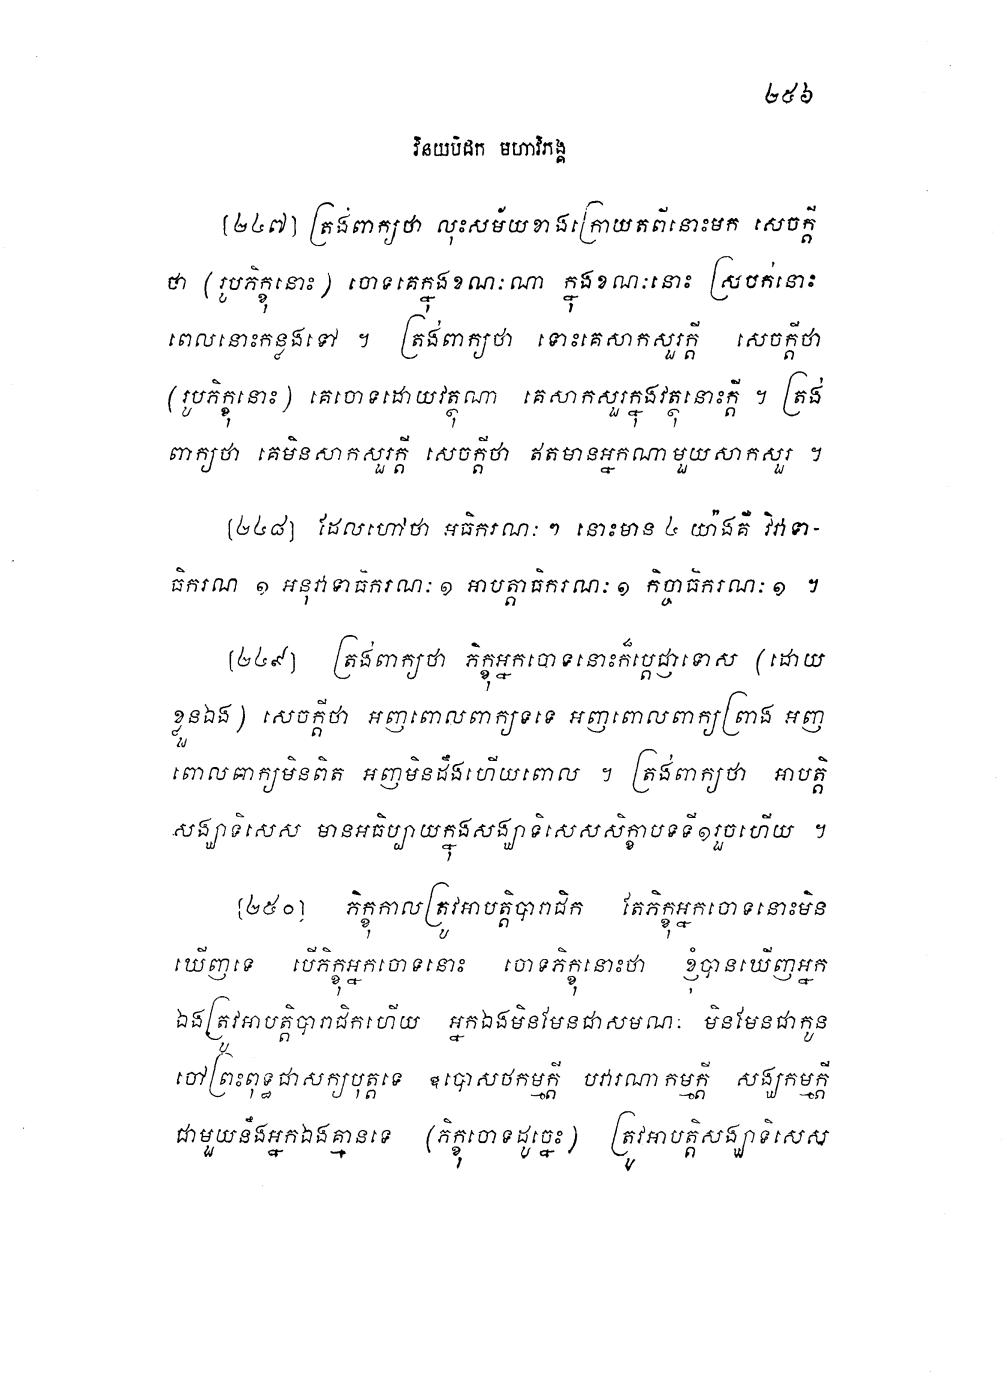 ២៥៦
វិនយបិដក មហាវិភង្គ
[២៤៧] ត្រង់ពាក្យថា លុះសម័យខាងក្រោយតពីនោះមក សេចក្តី
ថា (រូបភិក្ខុនោះ) ចោទគេក្នុងខណៈណា ក្នុងខណៈនោះ ស្របក់នោះ
ពេលនោះកន្លងទៅ ។ ត្រង់ពាក្យថា ទោះគេសាកសួរក្តី សេចក្តីថា
(រូបភិក្ខុនោះ) គេចោទដោយវត្ថុណា គេសាកសួរក្នុងវត្ថុនោះក្តី ។ ត្រង់
ពាក្យថា គេមិនសាកសួរក្តី សេចក្តីថា ឥតមានអ្នកណាមួយសាកសួរ ។
[២៤៨] ដែលហៅថា អធិករណៈ ៗ នោះមាន ៤ យ៉ាងគឺ វិវាទា-
ធិករណ ១ អនុវាទាធិករណៈ ១ អាបត្តាធិករណៈ ១ កិច្ចាធិករណៈ ១ ។
[២៤៩] ត្រង់ពាក្យថា ភិក្ខុអ្នកចោទនោះក៏ប្តេជ្ញាទោស (ដោយ
ខ្លួនឯង) សេចក្តីថា អញពោលពាក្យទទេ អញពោលពាក្យព្រាង អញ
ពោលពាក្យមិនពិត អញមិនដឹងហើយពោល ។ ត្រង់ពាក្យថា អាបត្តិ
សង្ឃាទិសេស មានអធិប្បាយក្នុងសង្ឃាទិសេសសិក្ខាបទទី១រួចហើយ ។
[២៥០] ភិក្ខុកាលត្រូវអាបត្តិបារាជិក តែភិក្ខុអ្នកចោទនោះមិន
ឃើញទេ បើភិក្ខុអ្នកចោទនោះ ចោទភិក្ខុនោះថា ខ្ញុំបានឃើញអ្នក
ឯងត្រូវអាបត្តិបារាជិកហើយ អ្នកឯងមិនមែនជាសមណៈ មិនមែនជាកូន
ចៅព្រះពុទ្ធជាសក្យបុត្តទេ ឧបោសថកម្មក្តី បវារណាកម្មក្តី សង្ឃកម្មក្តី
ជាមួយនឹងអ្នកឯងគ្មានទេ (ភិក្ខុចោទដូច្នេះ) ត្រូវអាបត្តិសង្ឃាទិសេស